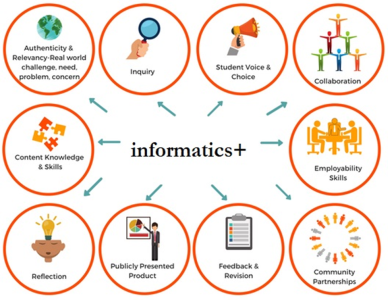 Authenticity &
Relevancy-Real world
challenge, need,
problem, concern
Inquiry
Student Voice &
Choice
Collaboration
Content Knowledge
& Skills
informatics+
Employability
Skills
Reflection
Publicly Presented
Product
Feedback &
Revision
Community
Partnerships